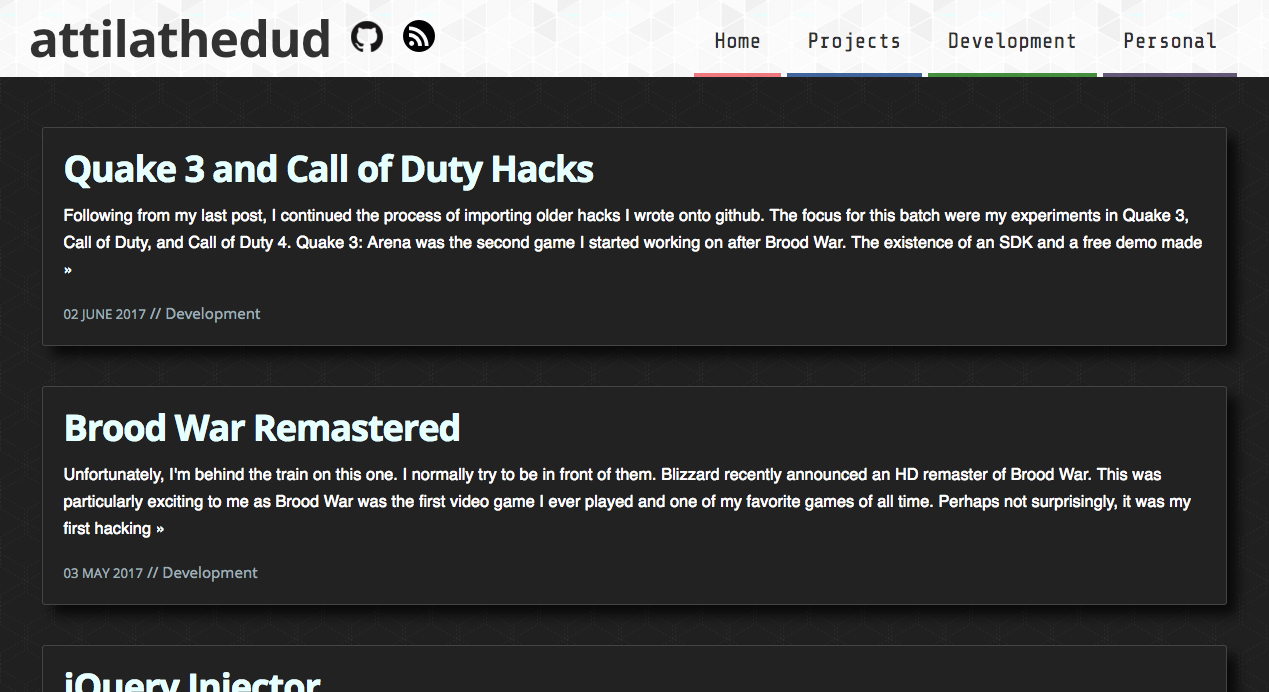 attilathedud
Home Projects Development Personal
Quake 3 and Call of Duty Hacks
Following from my last post, I continued the process of importing older hacks I wrote onto github. The focus for this batch were my experiments in Quake 3,
Call of Duty, and Call of Duty 4. Quake 3: Arena was the second game I started working on after Brood War. The existence of an SDK and a free demo made
»
02 JUNE 2017 // Development
Brood War Remastered
Unfortunately, I'm behind the train on this one. I normally try to be in front of them. Blizzard recently announced an HD remaster of Brood War. This was
particularly exciting to me as Brood War was the first video game I ever played and one of my favorite games of all time. Perhaps not surprisingly, it was my
first hacking »
03 MAY 2017 // Development
jQuery Injector